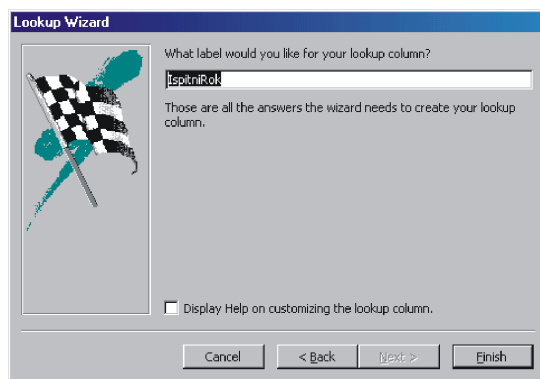 Lookup Wizard
What label would you like for your lookup column?
IspitniRok
Those are all the answers the wizard needs to create your lookup
column.
Display Help on customizing the lookup column.
Cancel
< Back
Next >
Finish